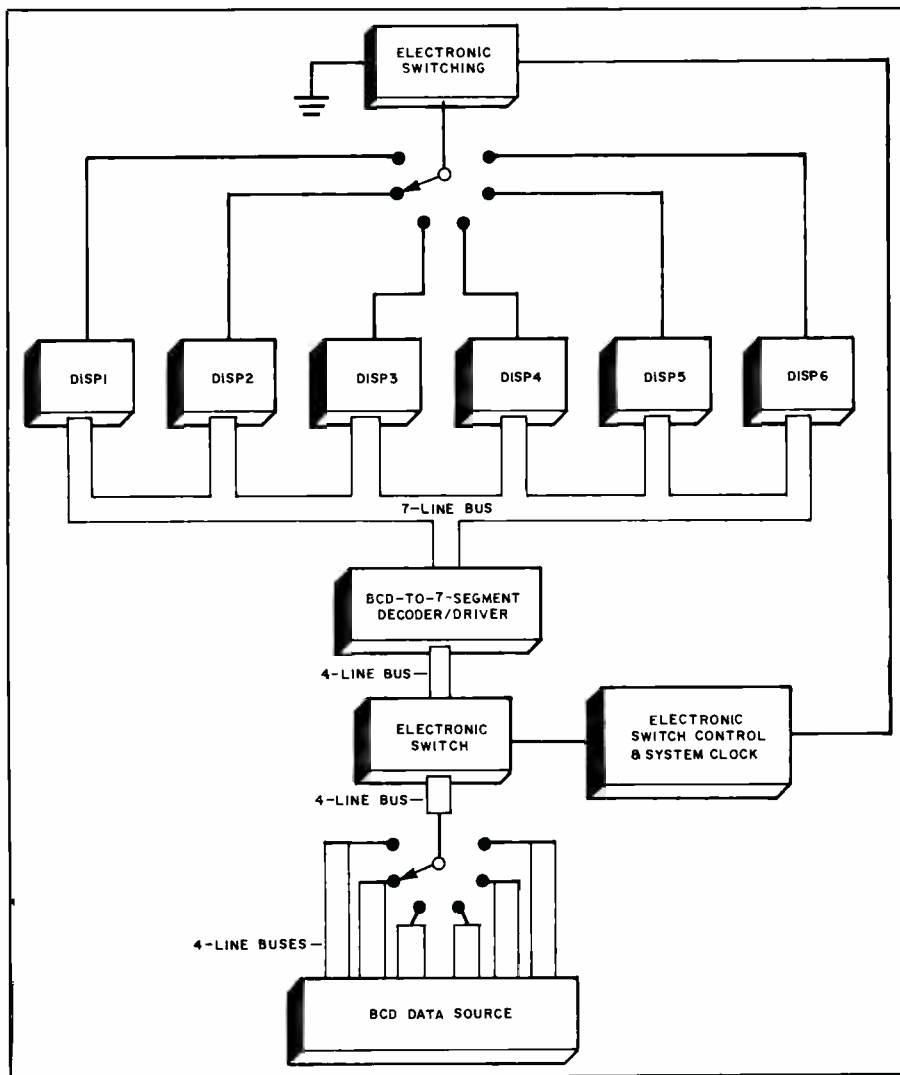 ELECTRONIC
SWITCHING
DISP1
DISP2
DISP3
DISP4
DISP5
DISP6
7-LINE BUS
BCD-TO-7-SEGMENT
DECODER/DRIVER
4-LINE BUS
ELECTRONIC
SWITCH
ELECTRONIC
SWITCH CONTROL
& SYSTEM CLOCK
4-LINE BUS
4-LINE BUSES
BCD DATA SOURCE